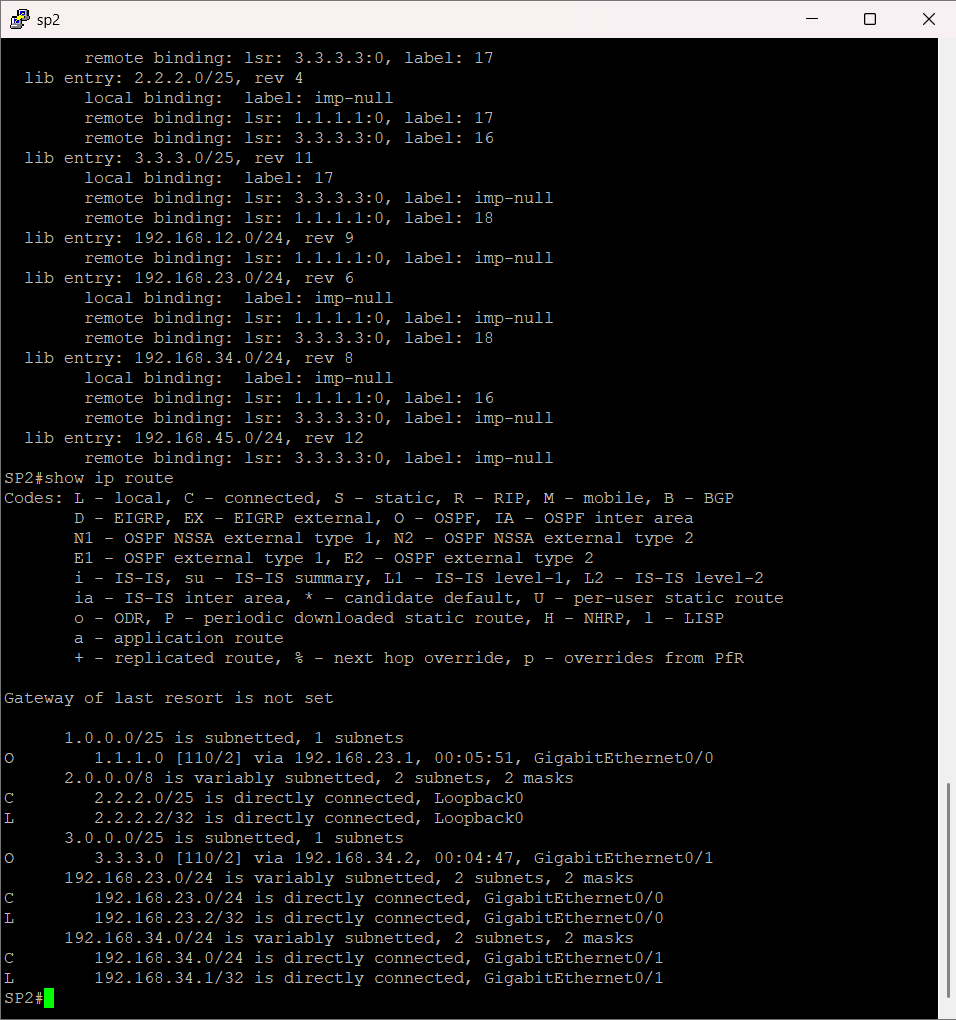 sp2
remote binding: lsr: 3.3.3.3:0, label: 17
lib entry: 2.2.2.0/25, rev 4
local binding:  label: imp-null
remote binding: lsr: 1.1.1.1:0, label: 17
remote binding: lsr: 3.3.3.3:0, label: 16
lib entry: 3.3.3.0/25, rev 11
local binding:  label: 17
remote binding: lsr: 3.3.3.3:0, label: imp-null
remote binding: lsr: 1.1.1.1:0, label: 18
lib entry: 192.168.12.0/24, rev 9
remote binding: lsr: 1.1.1.1:0, label: imp-null
lib entry: 192.168.23.0/24, rev 6
local binding:  label: imp-null
remote binding: lsr: 1.1.1.1:0, label: imp-null
remote binding: lsr: 3.3.3.3:0, label: 18
lib entry: 192.168.34.0/24, rev 8
local binding:  label: imp-null
remote binding: lsr: 1.1.1.1:0, label: 16
remote binding: lsr: 3.3.3.3:0, label: imp-null
lib entry: 192.168.45.0/24, rev 12
remote binding: lsr: 3.3.3.3:0, label: imp-null
SP2#show ip route
Codes: L - local, C - connected, S - static, R - RIP, M - mobile, B - BGP
D - EIGRP, EX - EIGRP external, O - OSPF, IA - OSPF inter area
N1 - OSPF NSSA external type 1, N2 - OSPF NSSA external type 2
E1 - OSPF external type 1, E2 - OSPF external type 2
i - IS-IS, su - IS-IS summary, L1 - IS-IS level-1, L2 - IS-IS level-2
ia - IS-IS inter area, * - candidate default, U - per-user static route
o - ODR, P - periodic downloaded static route, H - NHRP, l - LISP
a - application route
+ - replicated route, % - next hop override, p - overrides from PfR
Gateway of last resort is not set
1.0.0.0/25 is subnetted, 1 subnets
O        1.1.1.0 [110/2] via 192.168.23.1, 00:05:51, GigabitEthernet0/0
2.0.0.0/8 is variably subnetted, 2 subnets, 2 masks
C        2.2.2.0/25 is directly connected, Loopback0
L        2.2.2.2/32 is directly connected, Loopback0
3.0.0.0/25 is subnetted, 1 subnets
O        3.3.3.0 [110/2] via 192.168.34.2, 00:04:47, GigabitEthernet0/1
192.168.23.0/24 is variably subnetted, 2 subnets, 2 masks
C        192.168.23.0/24 is directly connected, GigabitEthernet0/0
L        192.168.23.2/32 is directly connected, GigabitEthernet0/0
192.168.34.0/24 is variably subnetted, 2 subnets, 2 masks
C        192.168.34.0/24 is directly connected, GigabitEthernet0/1
L        192.168.34.1/32 is directly connected, GigabitEthernet0/1
SP2#